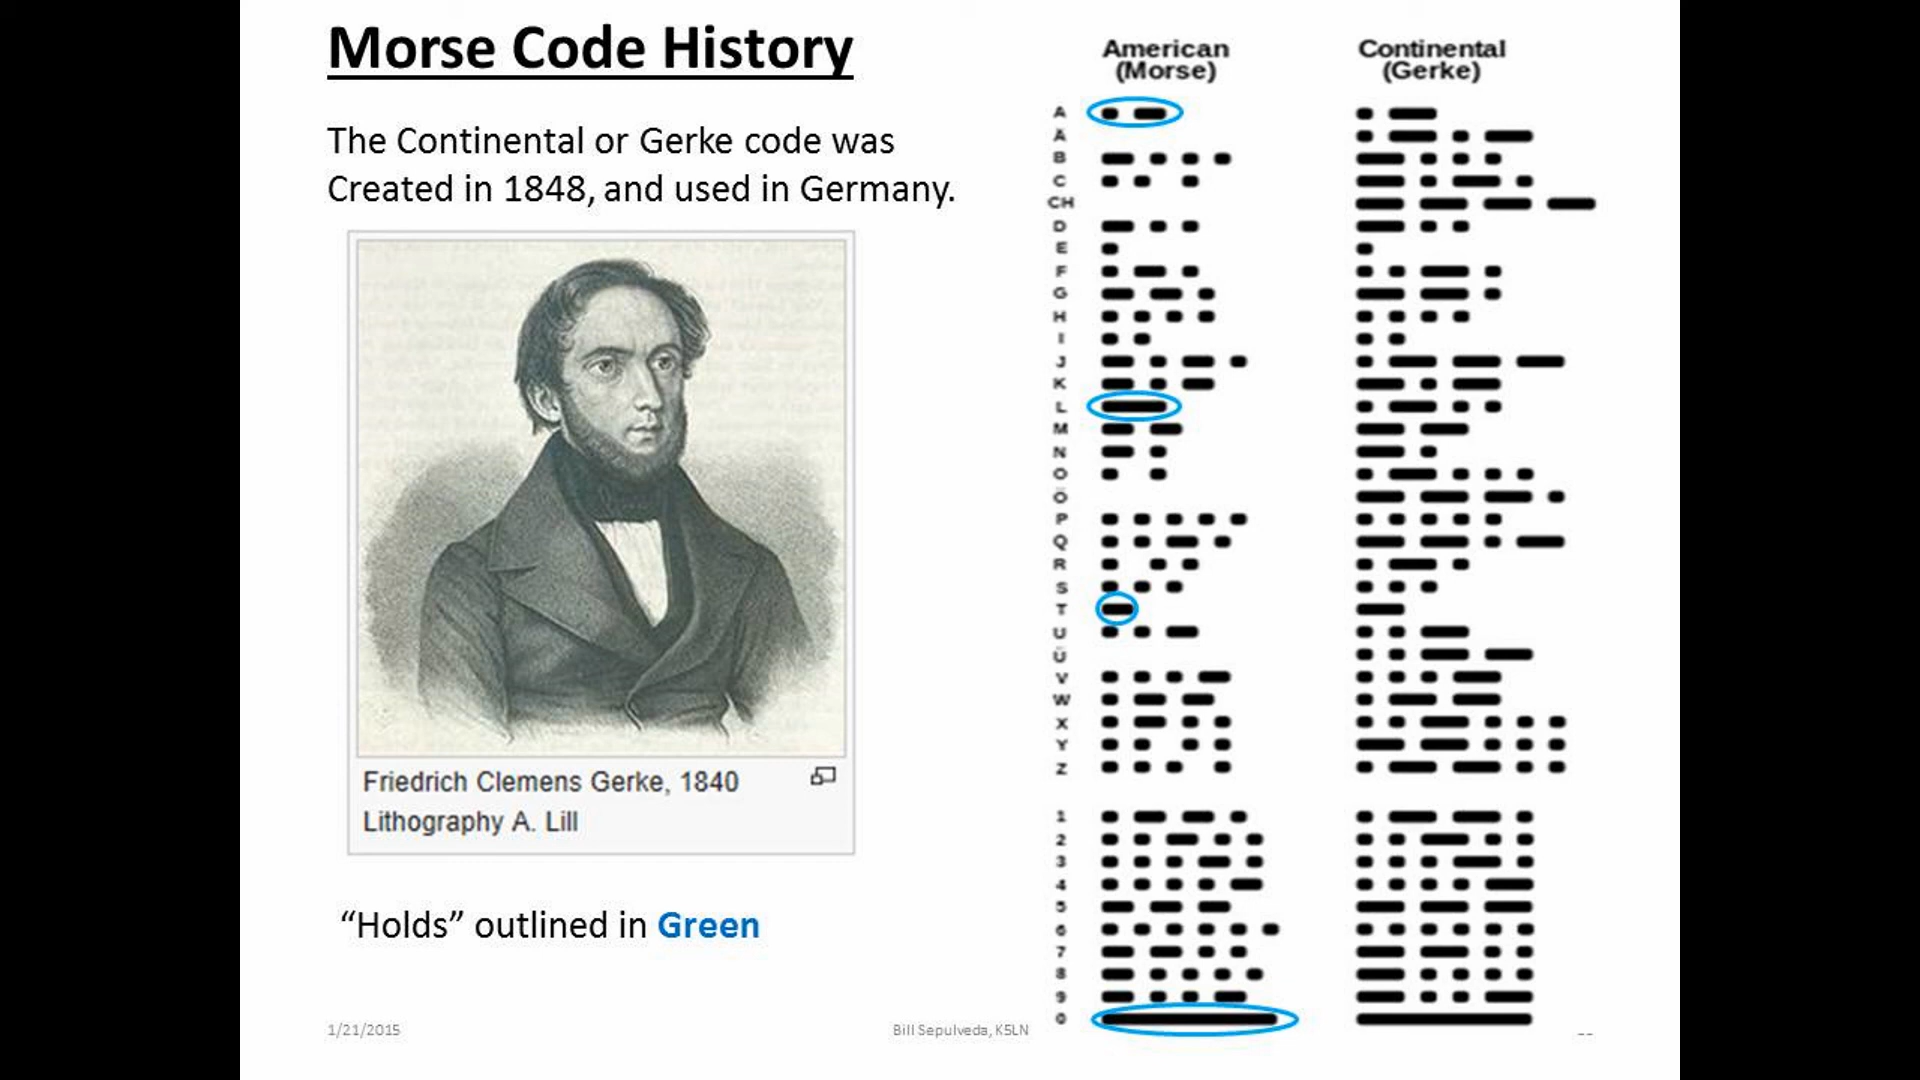 Morse Code History
The Continental or Gerke code was
Created in 1848, and used in Germany.
Friedrich Clemens Gerke, 1840
Lithography A. Lill
“Holds” outlined in Green
American
(Morse)
Continental
(Gerke)
A
Ä
B
C
CH
D
E
F
G
H
I
J
K
L
M
N
O
Ö
P
Q
R
S
T
U
Ü
V
W
X
Y
Z
1
2
3
4
5
6
7
8
9
0
1/21/2015
Bill Sepulveda, K5LN